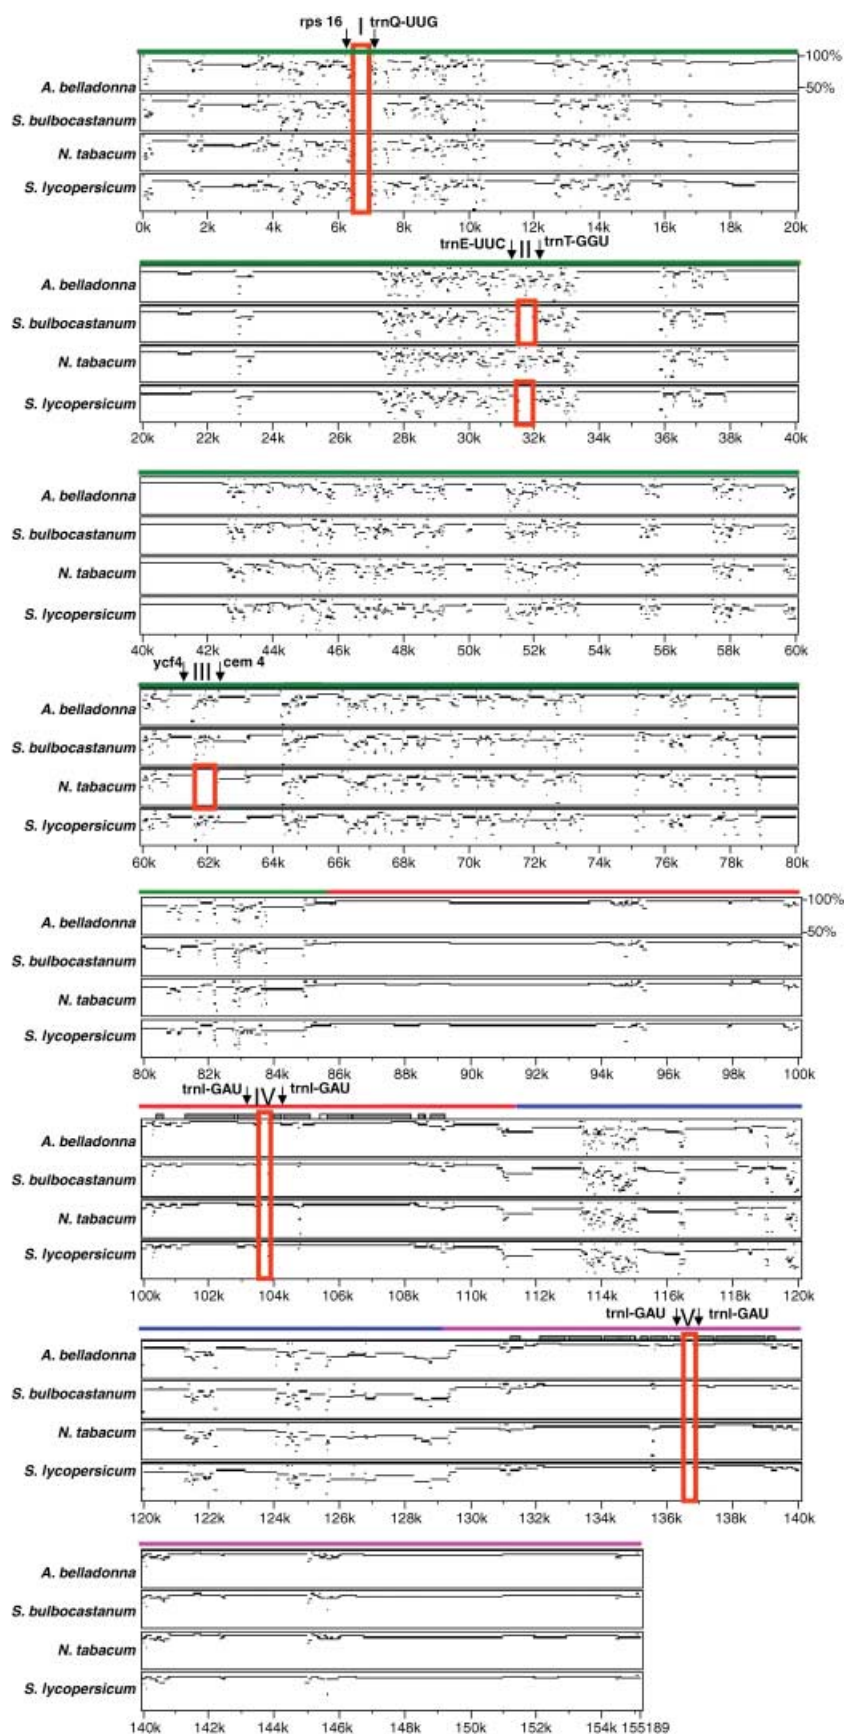 rps 16 I trnQ-UUG
100%
A. belladonna 50%
S. bulbocastanum
N. tabacum
S. lycopersicum
0k 2k 4k 6k 8k 10k 12k 14k 16k 18k 20k
trnE-UUC II trnT-GGU
A. belladonna
S. bulbocastanum
N. tabacum
S. lycopersicum
20k 22k 24k 26k 28k 30k 32k 34k 36k 38k 40k
A. belladonna
S. bulbocastanum
N. tabacum
S. lycopersicum
40k 42k 44k 46k 48k 50k 52k 54k 56k 58k 60k
ycf4 III cem 4
A. belladonna
S. bulbocastanum
N. tabacum
S. lycopersicum
60k 62k 64k 66k 68k 70k 72k 74k 76k 78k 80k
100%
A. belladonna 50%
S. bulbocastanum
N. tabacum
S. lycopersicum
80k 82k 84k 86k 88k 90k 92k 94k 96k 98k 100k
trnI-GAU IV trnI-GAU
A. belladonna
S. bulbocastanum
N. tabacum
S. lycopersicum
100k 102k 104k 106k 108k 110k 112k 114k 116k 118k 120k
trnI-GAU V trnI-GAU
A. belladonna
S. bulbocastanum
N. tabacum
S. lycopersicum
120k 122k 124k 126k 128k 130k 132k 134k 136k 138k 140k
A. belladonna
S. bulbocastanum
N. tabacum
S. lycopersicum
140k 142k 144k 146k 148k 150k 152k 154k 155189